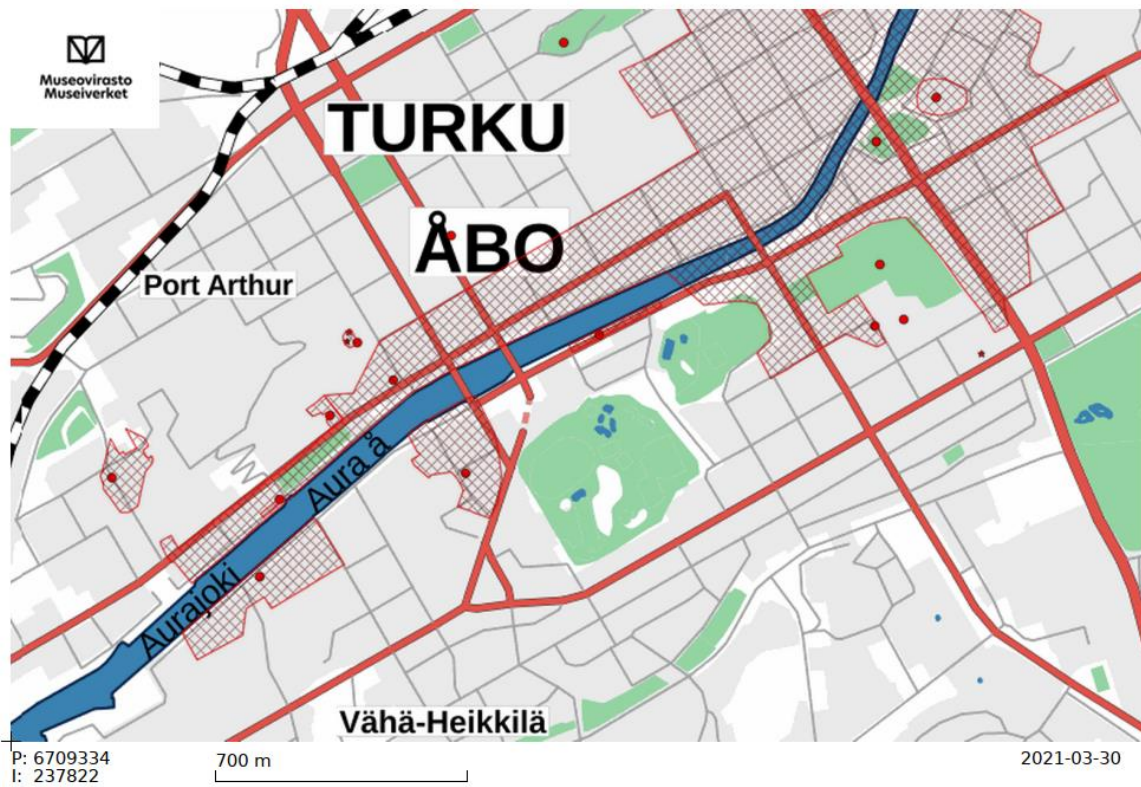 Museovirasto
Museiverket
TURKU
ÅBO
Port Arthur
Aura å
Aurajoki
Vähä-Heikkilä
P: 6709334
I: 237822
700 m
2021-03-30